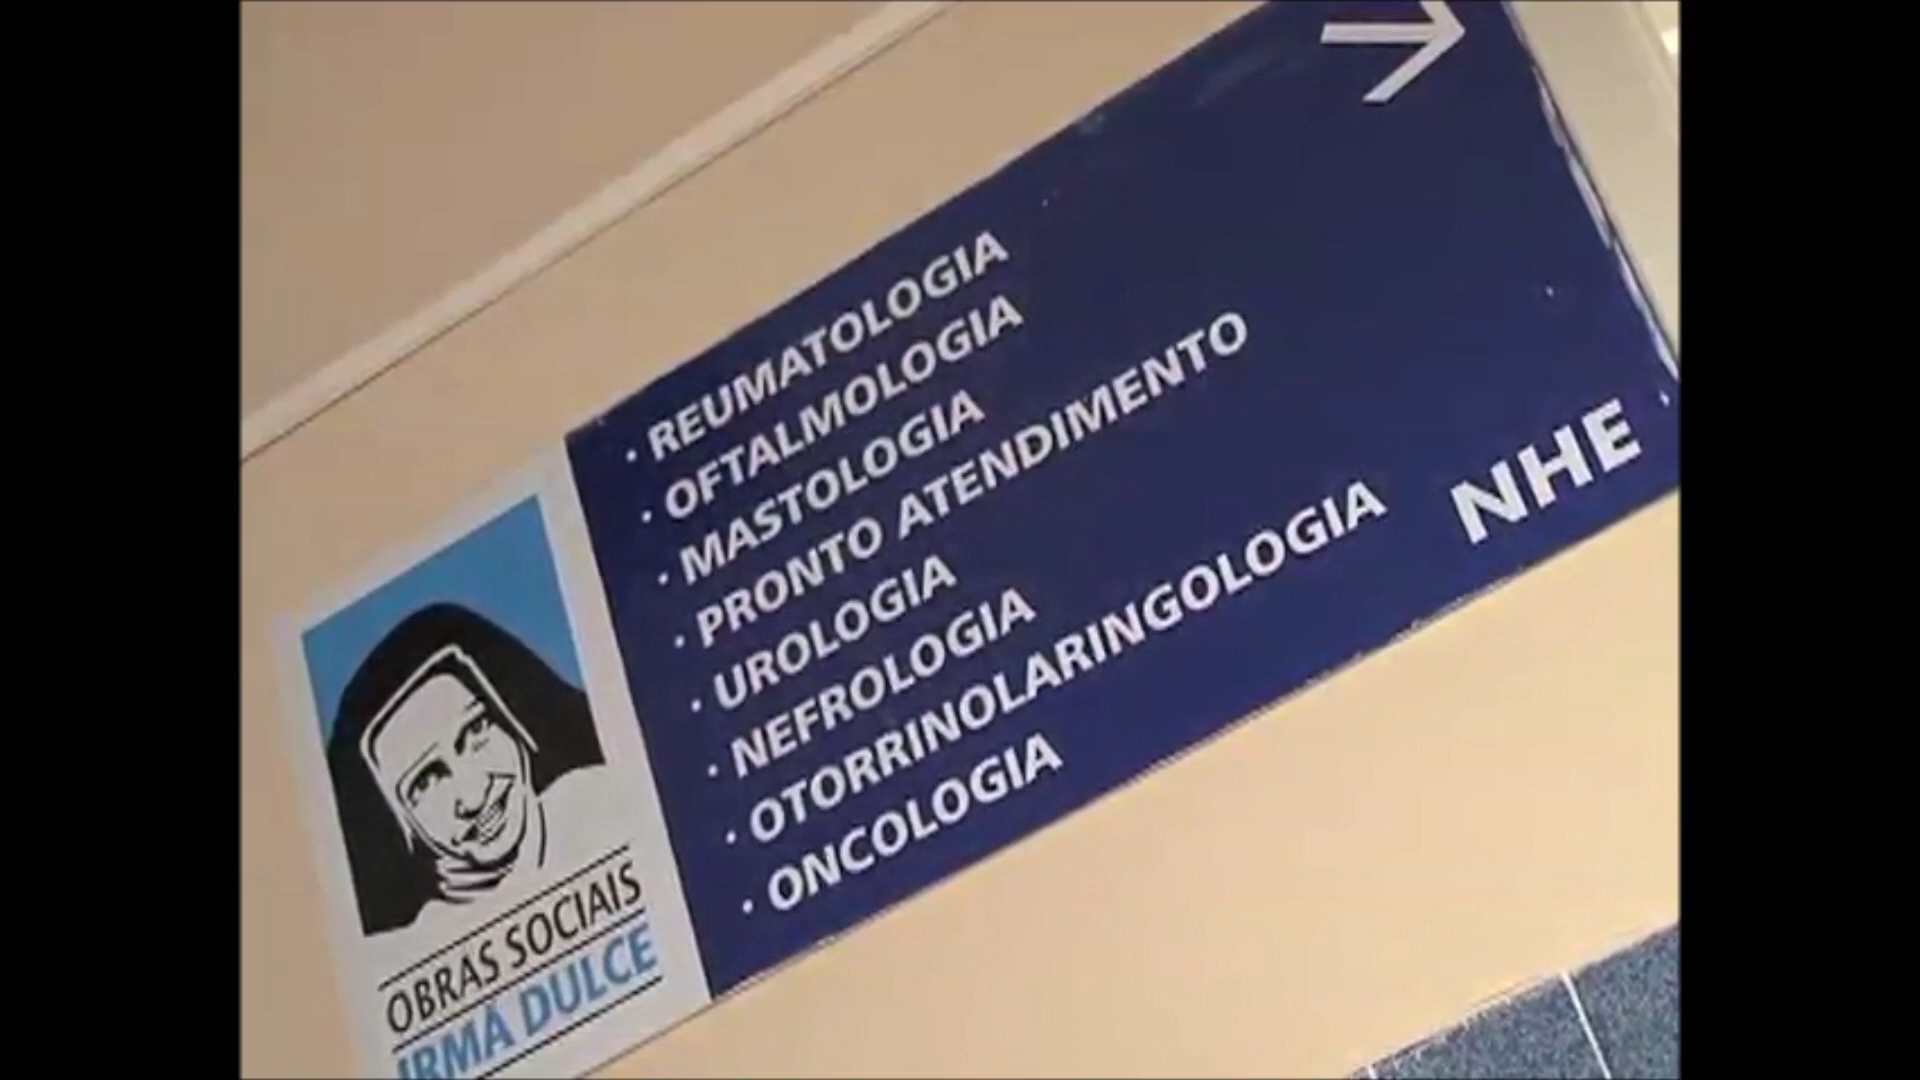 · REUMATOLOGIA
· OFTALMOLOGIA
· MASTOLOGIA
· PRONTO ATENDIMENTO
· UROLOGIA
· NEFROLOGIA
· OTORRINOLARINGOLOGIA
· ONCOLOGIA
NHE
OBRAS SOCIAIS
IRMÃ DULCE